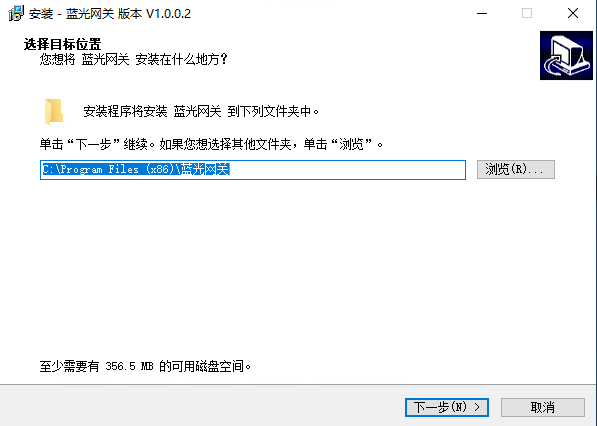 安装 - 蓝光网关 版本 V1.0.0.2
选择目标位置
您想将 蓝光网关 安装在什么地方？
安装程序将安装 蓝光网关 到下列文件夹中。
单击“下一步”继续。如果您想选择其他文件夹，单击“浏览”。
C:\Program Files (x86)\蓝光网关
浏览(R)...
至少需要有 356.5 MB 的可用磁盘空间。
下一步(N) >
取消